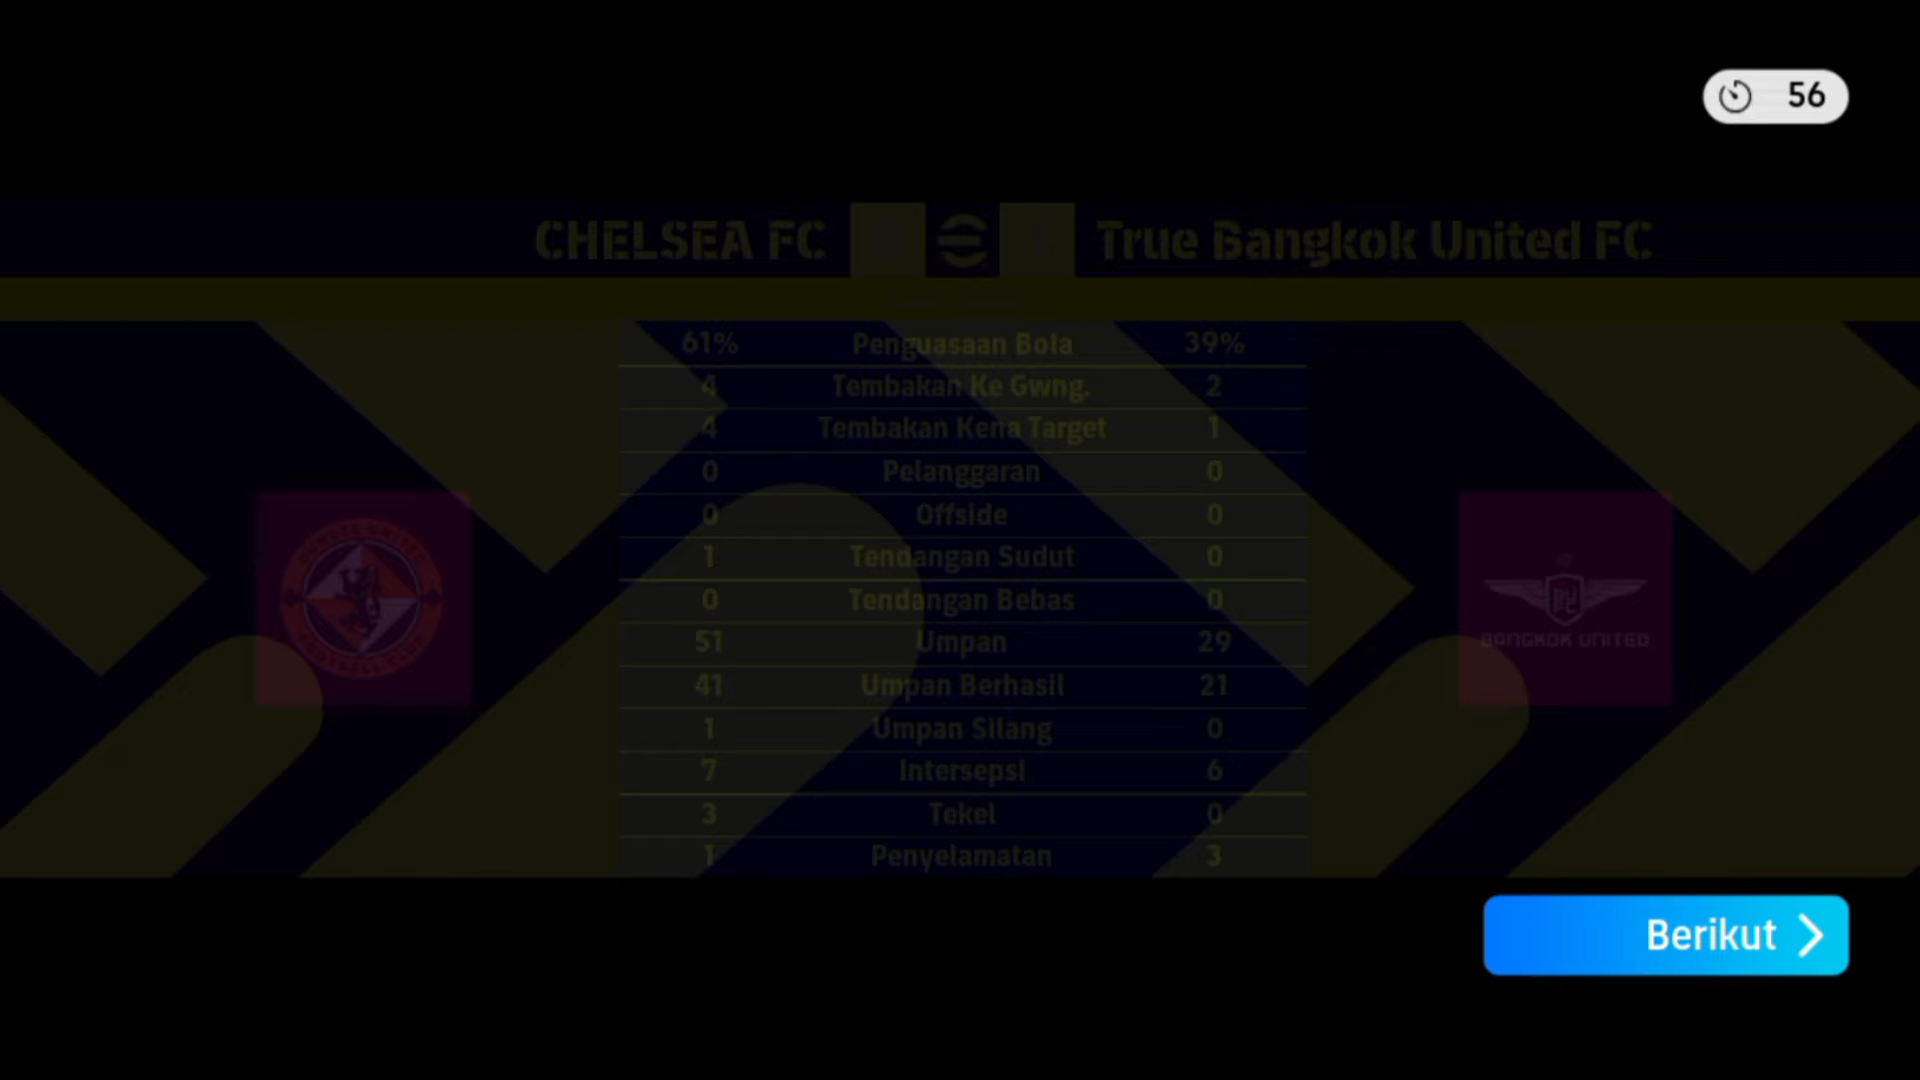 56
CHELSEA FC True Bangkok United FC
61% Penguasaan Bola 39%
4 Tembakan Ke Gwng. 2
4 Tembakan Kena Target 1
0 Pelanggaran 0
0 Offside 0
1 Tendangan Sudut 0
0 Tendangan Bebas 0
51 Umpan 29
41 Umpan Berhasil 21
1 Umpan Silang 0
7 Intersepsi 6
3 Tekel 0
1 Penyelamatan 3
BANGKOK UNITED
Berikut